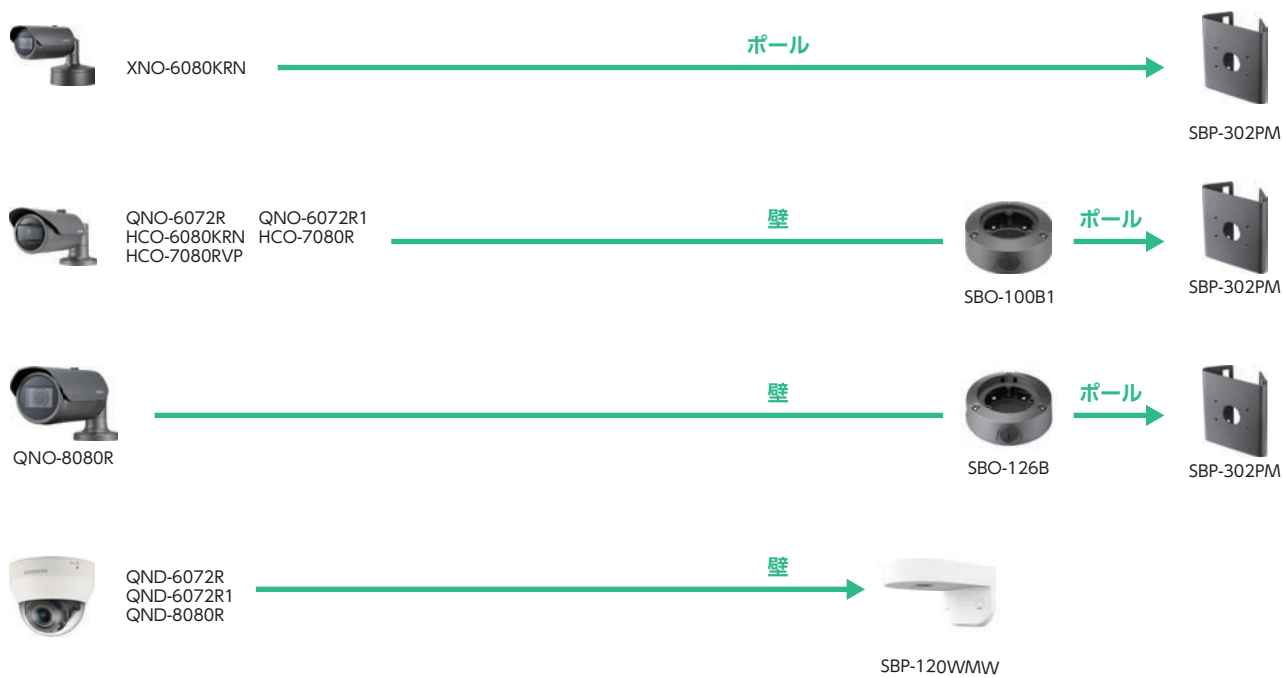 ポール
XNO-6080KRN
SBP-302PM
QNO-6072R QNO-6072R1
HCO-6080KRN HCO-7080R
HCO-7080RVP
壁
SBO-100B1
ポール
SBP-302PM
QNO-8080R
壁
SBO-126B
ポール
SBP-302PM
SAMSUNG
QND-6072R
QND-6072R1
QND-8080R
壁
SBP-120WMW